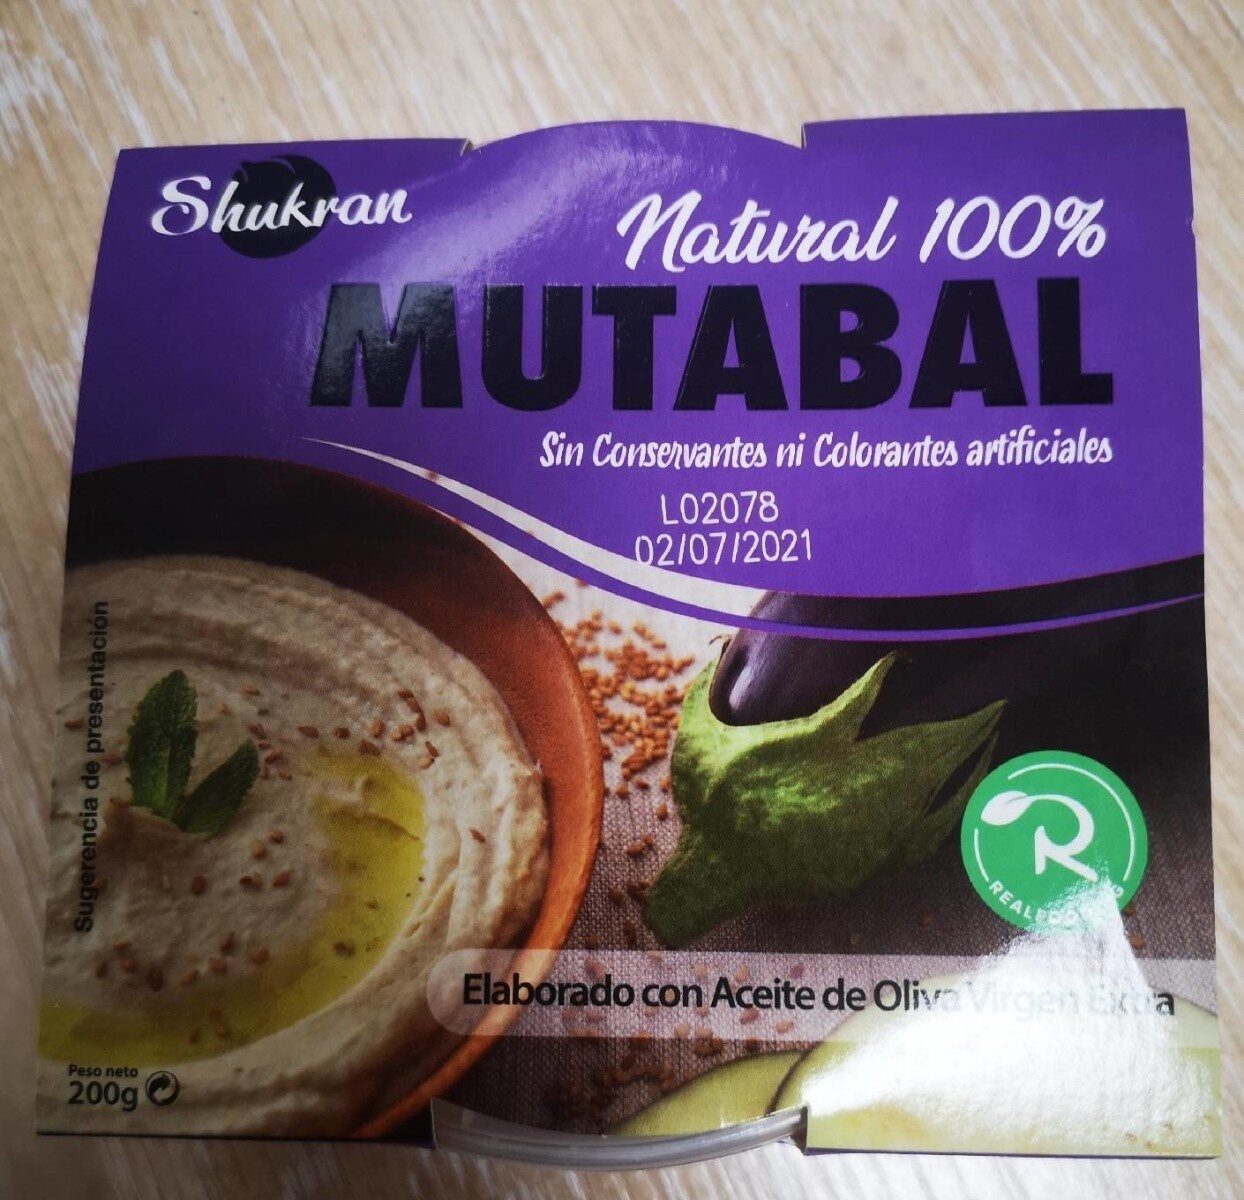 Shukran
Natural 100%
MUTABAL
Sin Conservantes ni Colorantes artificiales
L02078
02/07/2021
Sugerencia de presentación
R
Elaborado con Aceite de Oliva Virgen Extra
Peso neto
200g